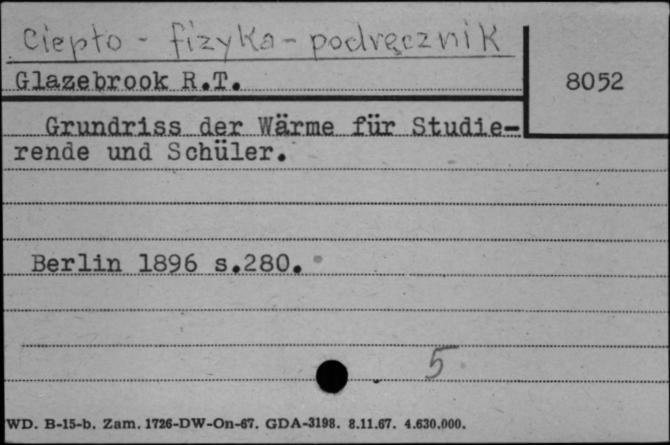 Ciepło - fizyka - podręcznik
Glazebrook R.T.
8052
Grundriss der Wärme für Studie-
rende und Schüler.
Berlin 1896 s.280.
5
WD. B-15-b. Zam. 1726-DW-On-67. GDA-3198. 8.11.67. 4.630.000.